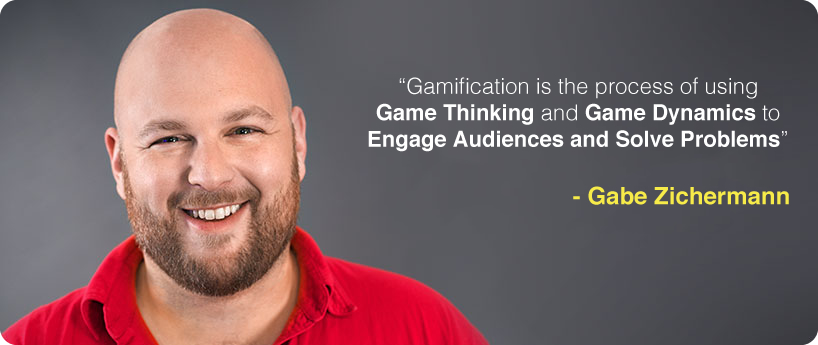 “Gamification is the process of using
Game Thinking and Game Dynamics to
Engage Audiences and Solve Problems”
- Gabe Zichermann